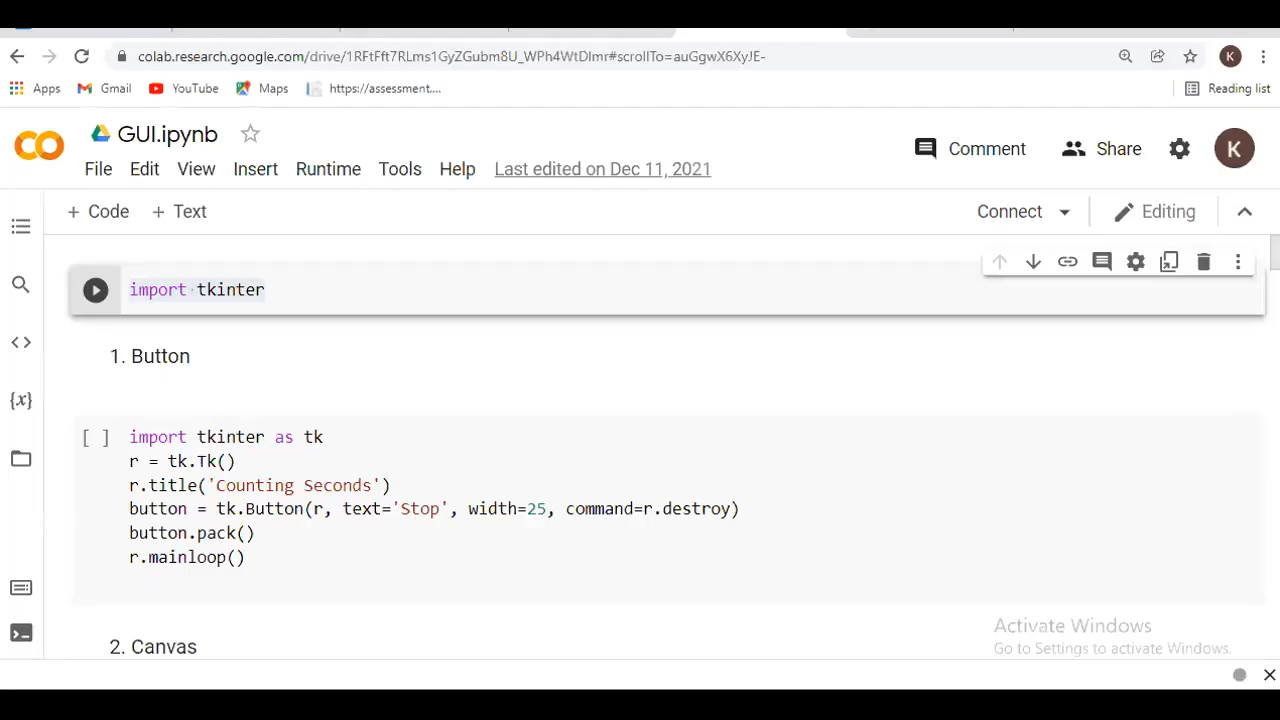 colab.research.google.com/drive/1RFtFft7RLms1GyZGubm8U_WPh4WtDImr#scrollTo=auGgwX6XyJE-
K
Apps Gmail YouTube Maps https://assessment.... Reading list
GUI.ipynb
Comment Share K
File Edit View Insert Runtime Tools Help Last edited on Dec 11, 2021
+ Code + Text Connect Editing
import tkinter
1. Button
[ ] import tkinter as tk
r = tk.Tk()
r.title('Counting Seconds')
button = tk.Button(r, text='Stop', width=25, command=r.destroy)
button.pack()
r.mainloop()
2. Canvas
{x}
Activate Windows
Go to Settings to activate Windows.